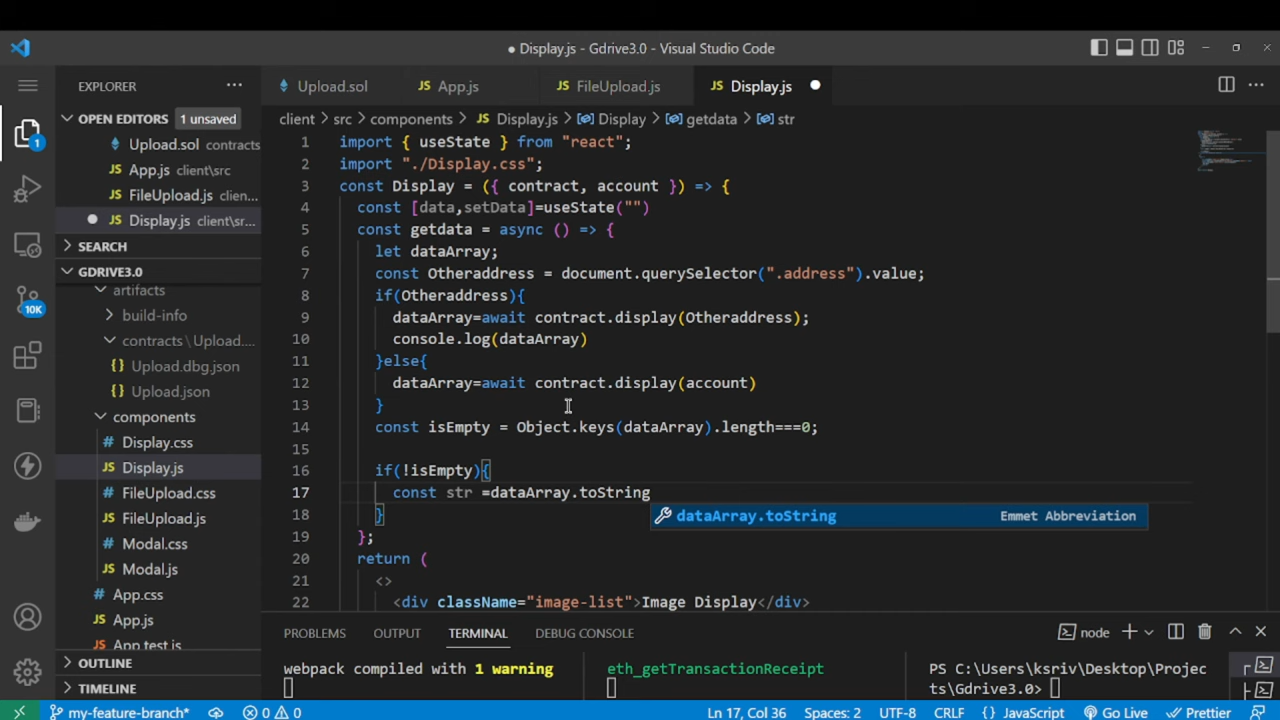 ● Display.js - Gdrive3.0 - Visual Studio Code
EXPLORER
OPEN EDITORS 1 unsaved
Upload.sol contracts
JS App.js client\src
JS FileUpload.js clien...
JS Display.js client\src...
SEARCH
GDRIVE3.0
artifacts
build-info
contracts \ Upload....
{} Upload.dbg.json
{} Upload.json
components
# Display.css
JS Display.js
# FileUpload.css
JS FileUpload.js
# Modal.css
JS Modal.js
# App.css
JS App.js
App.test.js
OUTLINE
TIMELINE
1
10K
Upload.sol JS App.js JS FileUpload.js JS Display.js
client > src > components > JS Display.js > Display > getdata > str
1 import { useState } from "react";
2 import "./Display.css";
3 const Display = ({ contract, account }) => {
4 const [data,setData]=useState("")
5 const getdata = async () => {
6 let dataArray;
7 const Otheraddress = document.querySelector(".address").value;
8 if(Otheraddress){
9 dataArray=await contract.display(Otheraddress);
10 console.log(dataArray)
11 }else{
12 dataArray=await contract.display(account)
13 }
14 const isEmpty = Object.keys(dataArray).length===0;
15
16 if(!isEmpty){
17 const str =dataArray.toString
dataArray.toString Emmet Abbreviation
18 }
19 };
20 return (
21 <>
22 <div className="image-list">Image Display</div>
PROBLEMS OUTPUT TERMINAL DEBUG CONSOLE node
webpack compiled with 1 warning
eth_getTransactionReceipt
PS C:\Users\ksriv\Desktop\Projec
ts\Gdrive3.0>
my-feature-branch* 0 0 Ln 17, Col 36 Spaces: 2 UTF-8 CRLF {} JavaScript Go Live Prettier